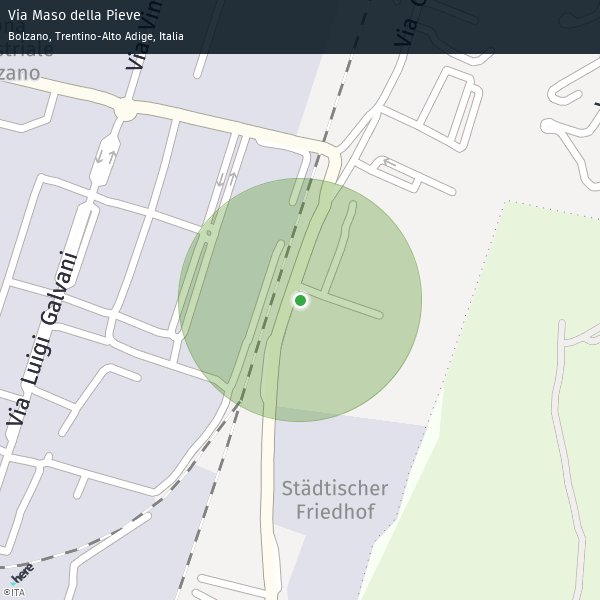 Via Maso della Pieve
Bolzano, Trentino-Alto Adige, Italia
Via Luigi Galvani
Städtischer
Friedhof
here
©ITA